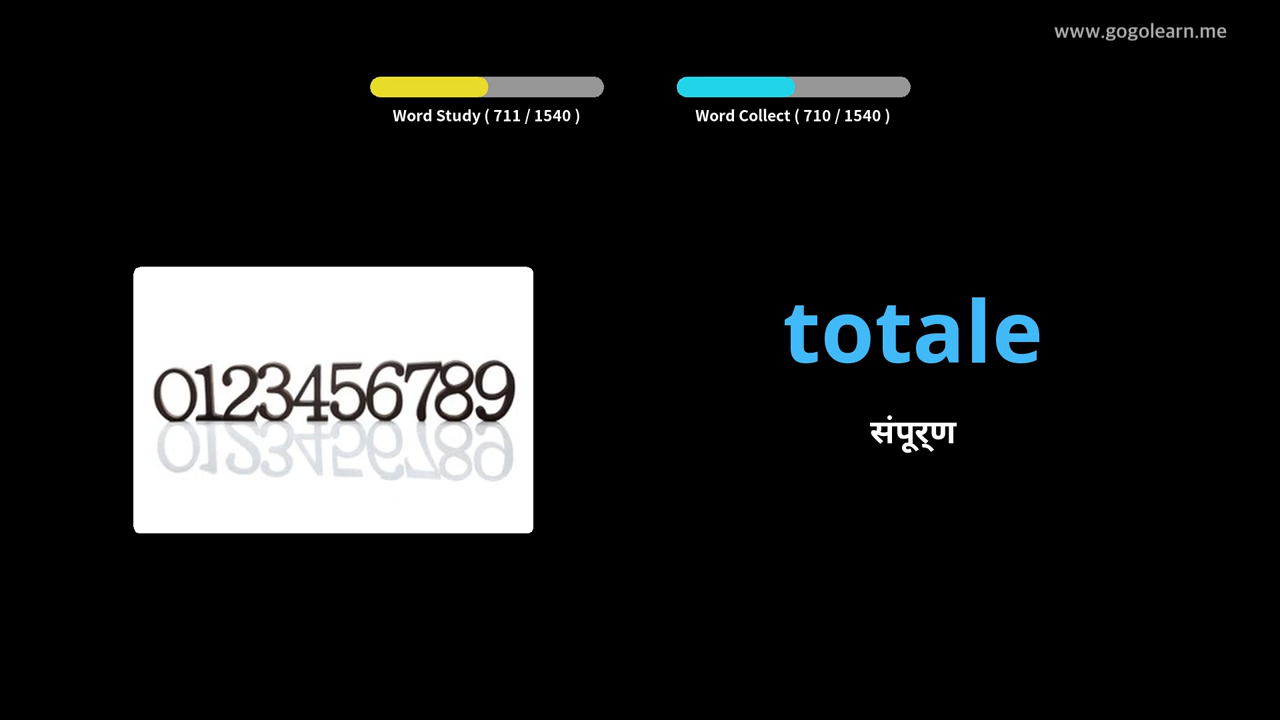 www.gogolearn.me
Word Study ( 711 / 1540 )
Word Collect ( 710 / 1540 )
0123456789
totale
संपूर्ण